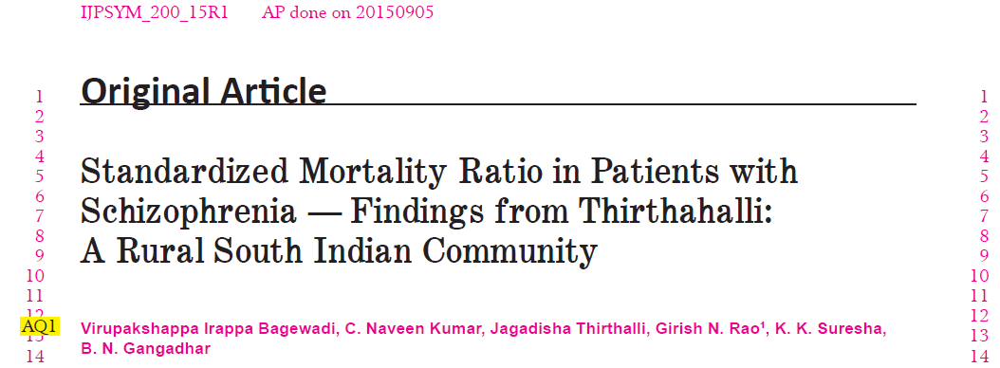 IJPSYM_200_15R1 AP done on 20150905
Original Article
1 1
2 2
3 3
4 4
5 5
6 6
7 7
8 8
9 9
10 10
11 11
12 12
13 13
14 14
Standardized Mortality Ratio in Patients with
Schizophrenia — Findings from Thirthahalli:
A Rural South Indian Community
AQ1
Virupakshappa Irappa Bagewadi, C. Naveen Kumar, Jagadisha Thirthalli, Girish N. Rao¹, K. K. Suresha,
B. N. Gangadhar